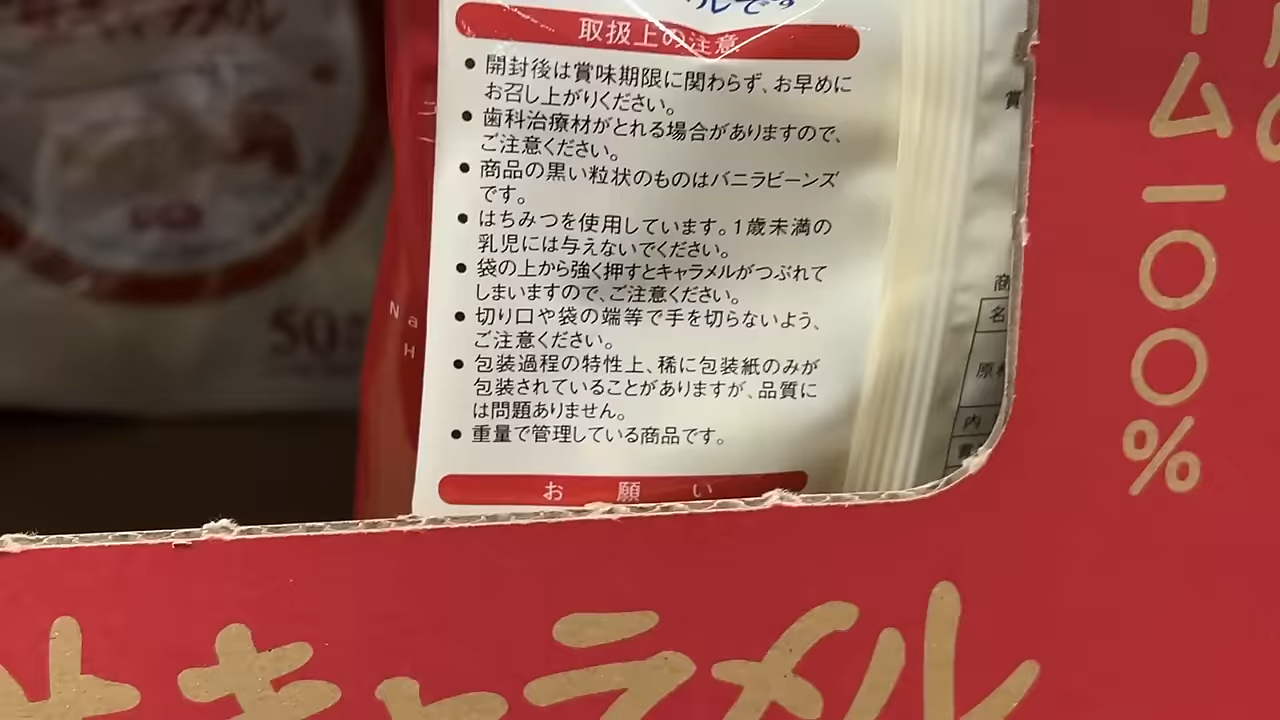 ルです
取扱上の注意
● 開封後は賞味期限に関わらず、お早めに
お召し上がりください。
● 歯科治療材がとれる場合がありますので、
ご注意ください。
● 商品の黒い粒状のものはバニラビーンズ
です。
● はちみつを使用しています。1歳未満の
乳児には与えないでください。
● 袋の上から強く押すとキャラメルがつぶれて
しまいますので、ご注意ください。
● 切り口や袋の端等で手を切らないよう、
ご注意ください。
● 包装過程の特性上、稀に包装紙のみが
包装されていることがありますが、品質に
は問題ありません。
● 重量で管理している商品です。
お願い
Na
H
賞
商
名
原材
内
ーム100%
50
キャラメル